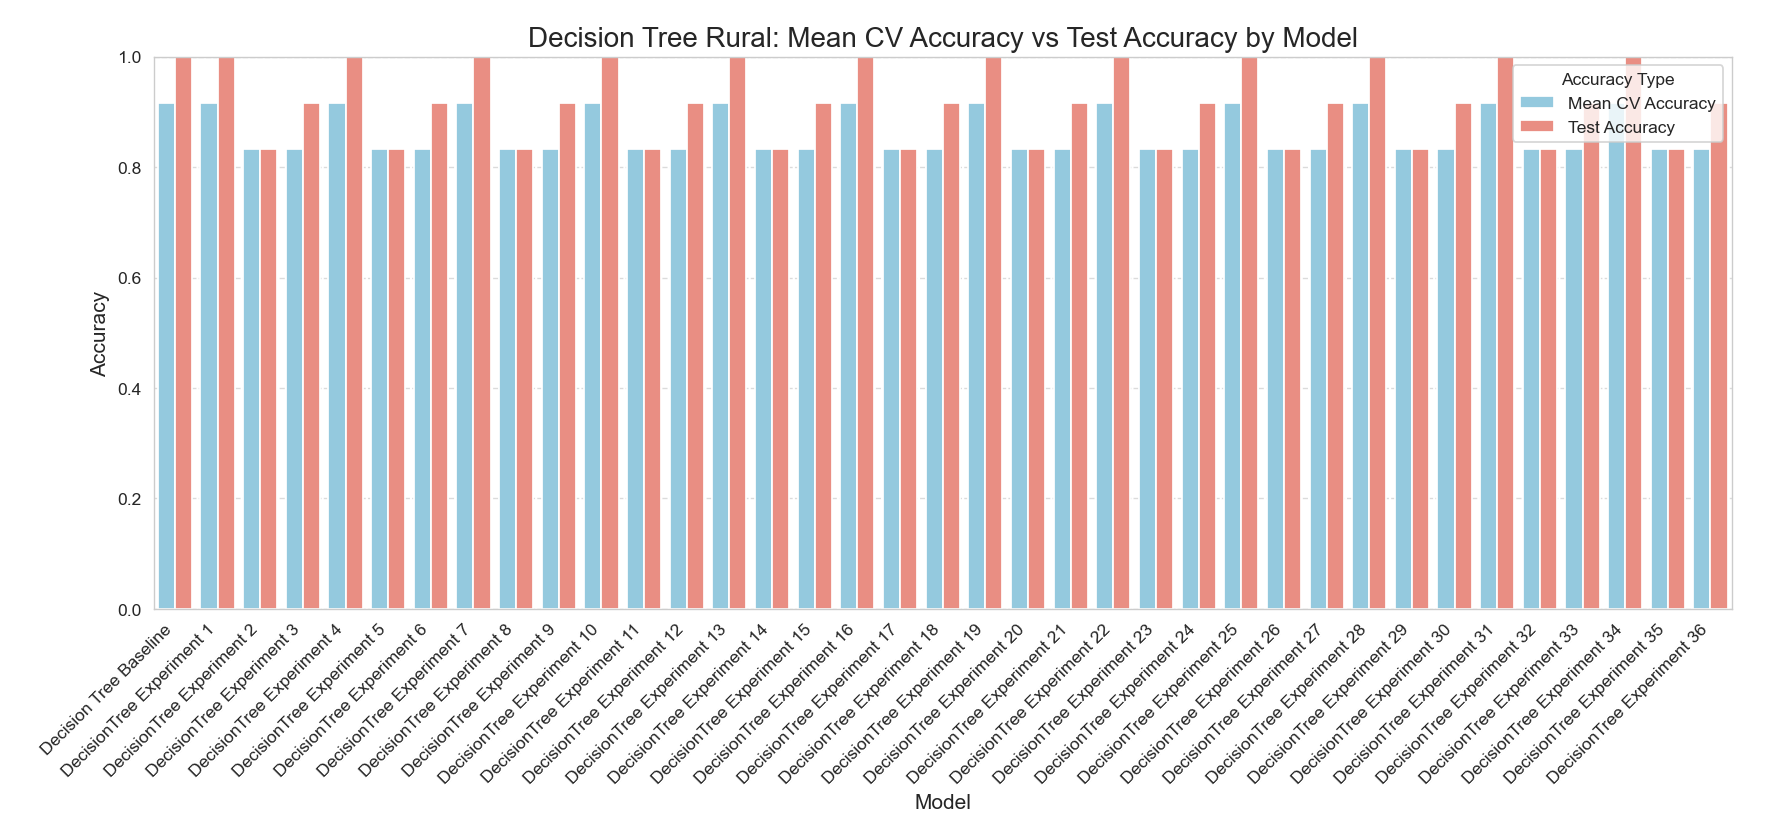 Decision Tree Rural: Mean CV Accuracy vs Test Accuracy by Model
Accuracy Type
Mean CV Accuracy
Test Accuracy
Accuracy
1.0
0.8
0.6
0.4
0.2
0.0
Decision Tree Baseline
DecisionTree Experiment 1
DecisionTree Experiment 2
DecisionTree Experiment 3
DecisionTree Experiment 4
DecisionTree Experiment 5
DecisionTree Experiment 6
DecisionTree Experiment 7
DecisionTree Experiment 8
DecisionTree Experiment 9
DecisionTree Experiment 10
DecisionTree Experiment 11
DecisionTree Experiment 12
DecisionTree Experiment 13
DecisionTree Experiment 14
DecisionTree Experiment 15
DecisionTree Experiment 16
DecisionTree Experiment 17
DecisionTree Experiment 18
DecisionTree Experiment 19
DecisionTree Experiment 20
DecisionTree Experiment 21
DecisionTree Experiment 22
DecisionTree Experiment 23
DecisionTree Experiment 24
DecisionTree Experiment 25
DecisionTree Experiment 26
DecisionTree Experiment 27
DecisionTree Experiment 28
DecisionTree Experiment 29
DecisionTree Experiment 30
DecisionTree Experiment 31
DecisionTree Experiment 32
DecisionTree Experiment 33
DecisionTree Experiment 34
DecisionTree Experiment 35
DecisionTree Experiment 36
Model